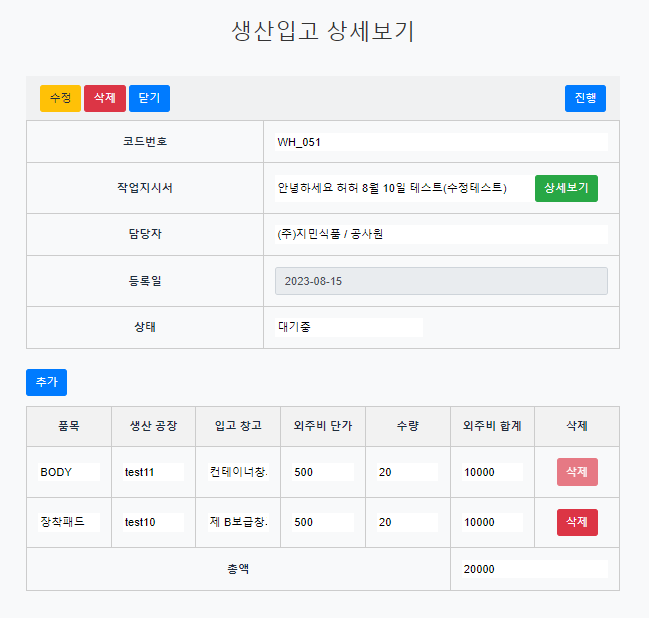 생산입고 상세보기
수정 삭제 닫기 진행
코드번호 WH_051
작업지시서 안녕하세요 허허 8월 10일 테스트(수정테스트) 상세보기
담당자 (주)지민식품 / 공사원
등록일 2023-08-15
상태 대기중
추가
품목 생산 공장 입고 창고 외주비 단가 수량 외주비 합계 삭제
BODY test11 컨테이너창. 500 20 10000 삭제
장착패드 test10 제 B보급창. 500 20 10000 삭제
총액 20000